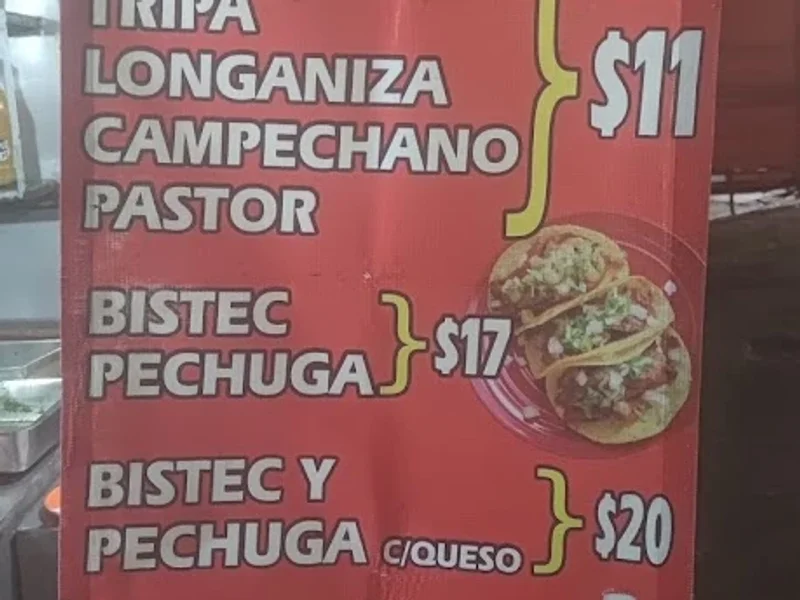 TRIPA
LONGANIZA
CAMPECHANO
PASTOR
$11
BISTEC
PECHUGA
$17
BISTEC Y
PECHUGA C/QUESO
$20